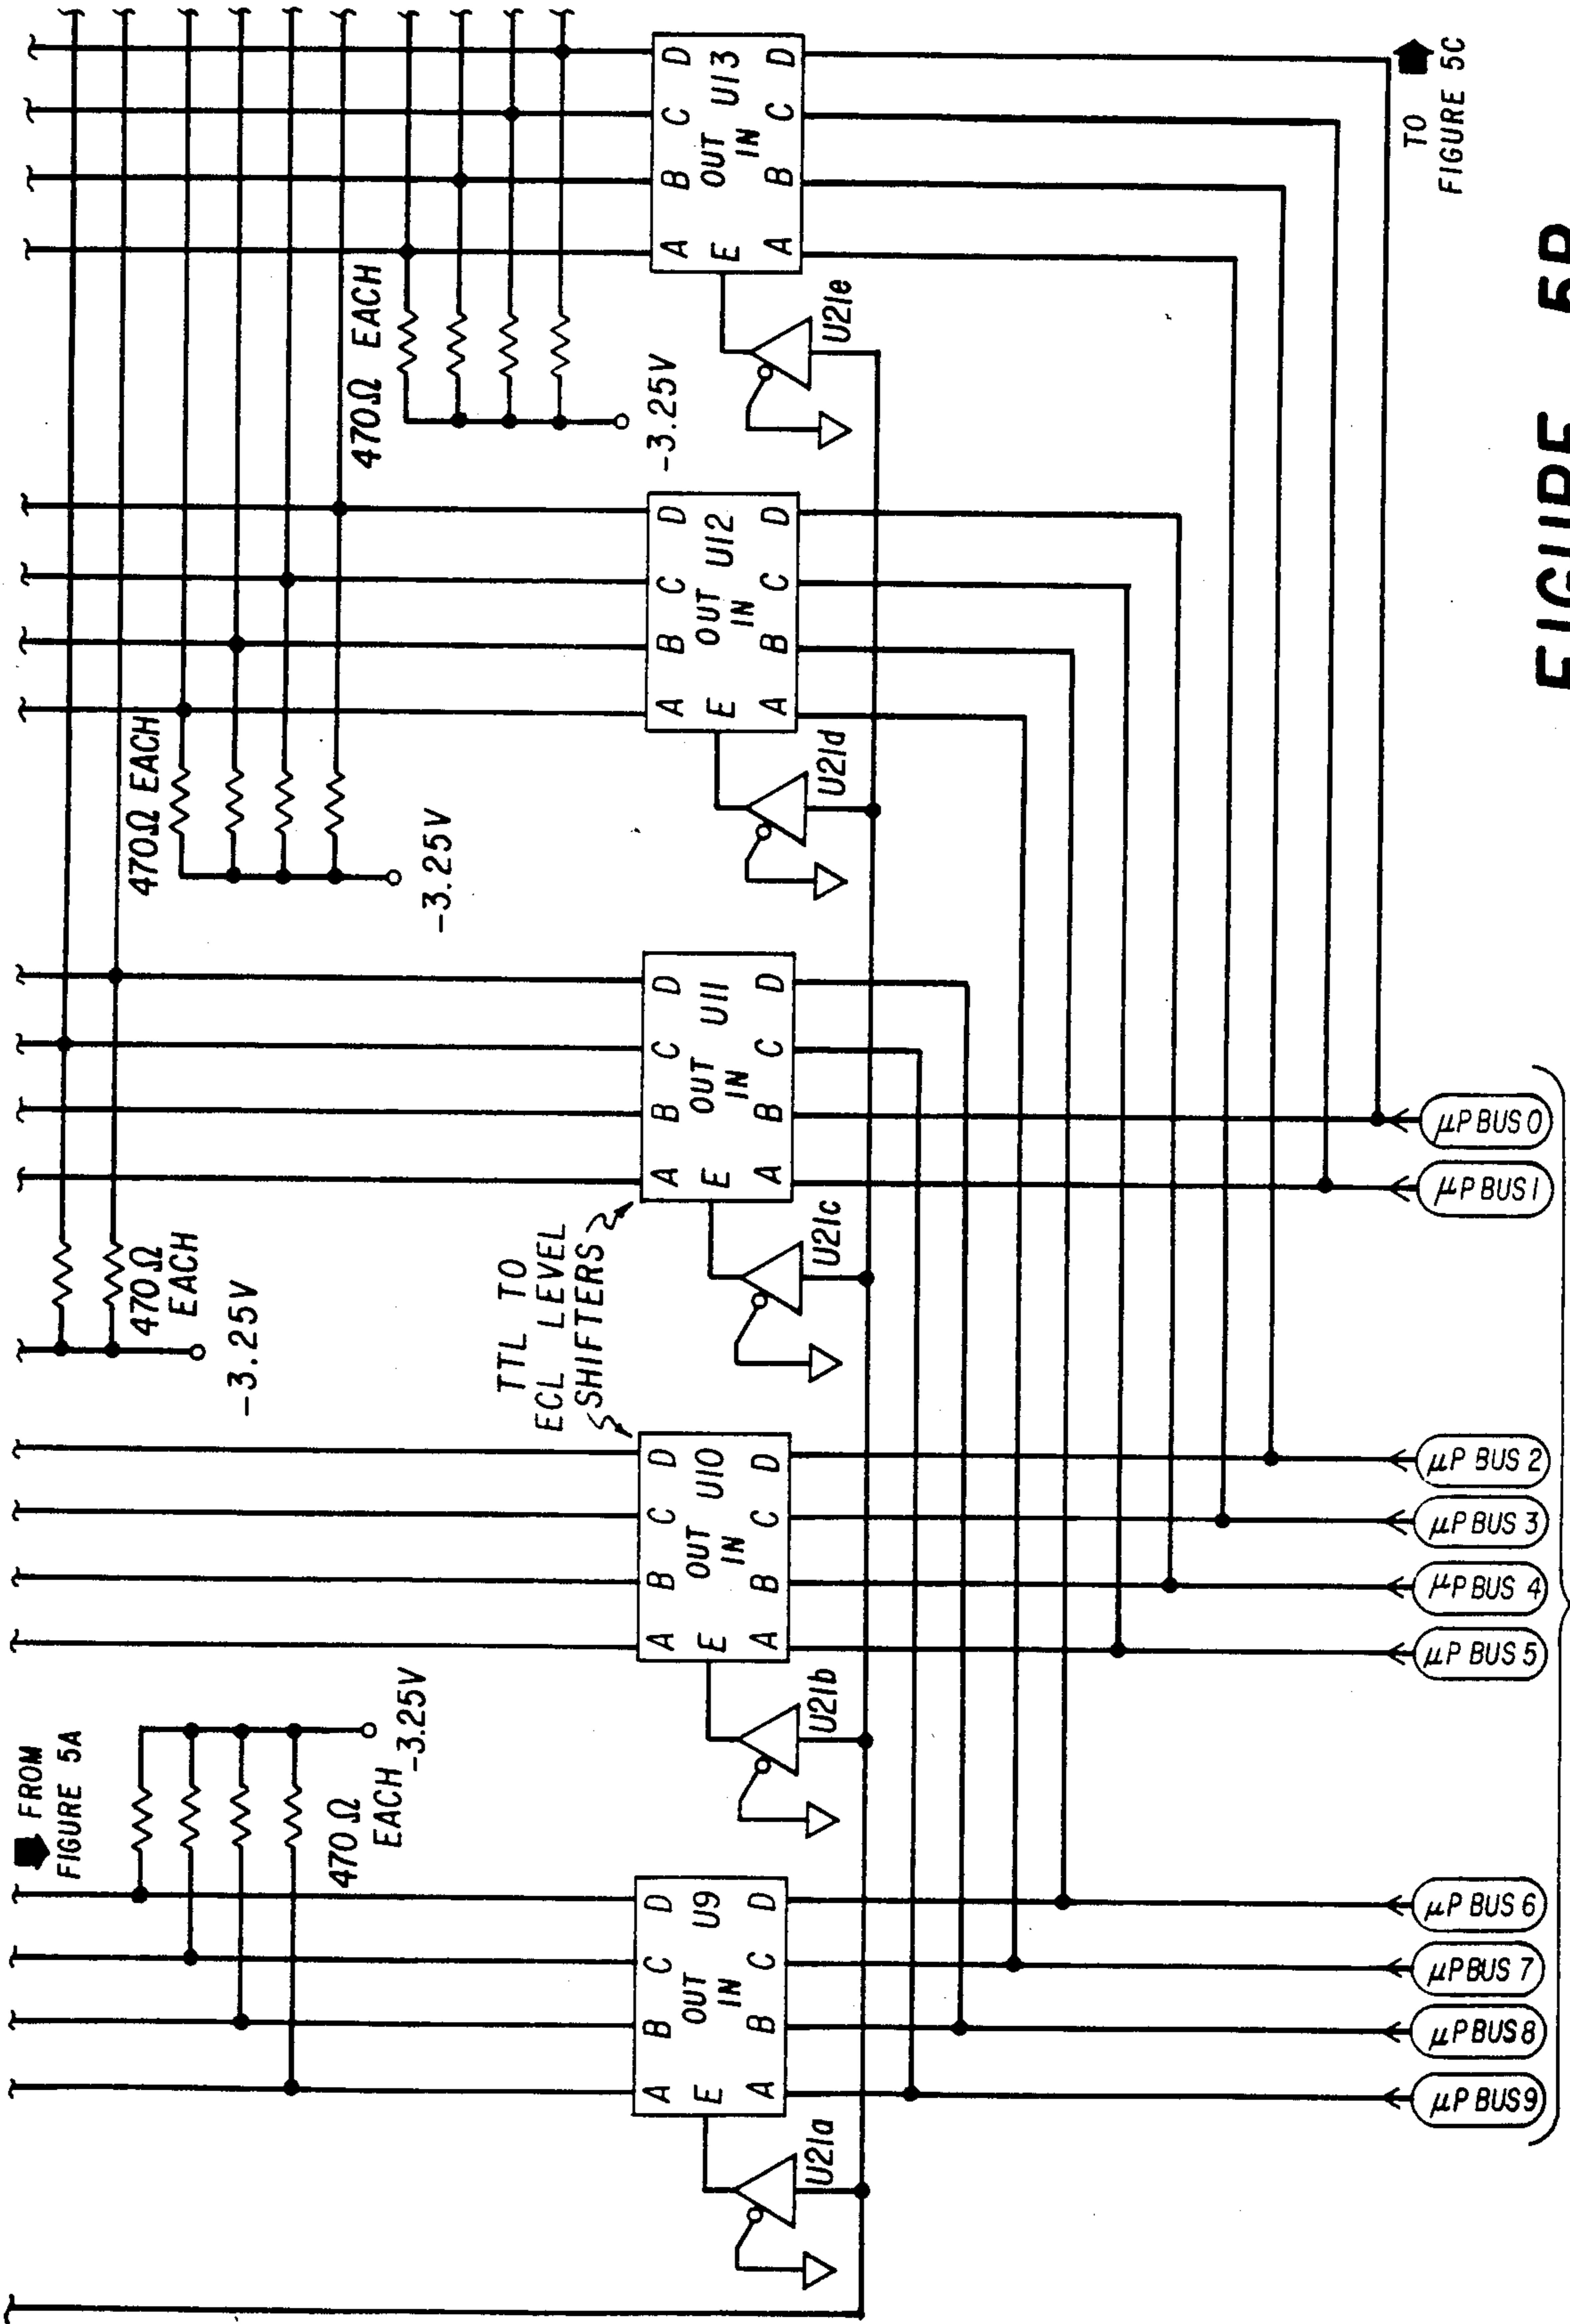 FROM
FIGURE 5A
470Ω
EACH
-3.25V
470Ω
EACH
-3.25V
470Ω EACH
-3.25V
470Ω EACH
-3.25V
TTL TO
ECL LEVEL
SHIFTERS
A B C D
OUT U9
E IN
A B C D
U21a
A B C D
OUT U10
E IN
A B C D
U21b
A B C D
OUT U11
E IN
A B C D
U21c
A B C D
OUT U12
E IN
A B C D
U21d
A B C D
OUT U13
E IN
A B C D
U21e
µP BUS 9
µP BUS 8
µP BUS 7
µP BUS 6
µP BUS 5
µP BUS 4
µP BUS 3
µP BUS 2
µP BUS 1
µP BUS 0
TO
FIGURE 5C
FIGURE 5B